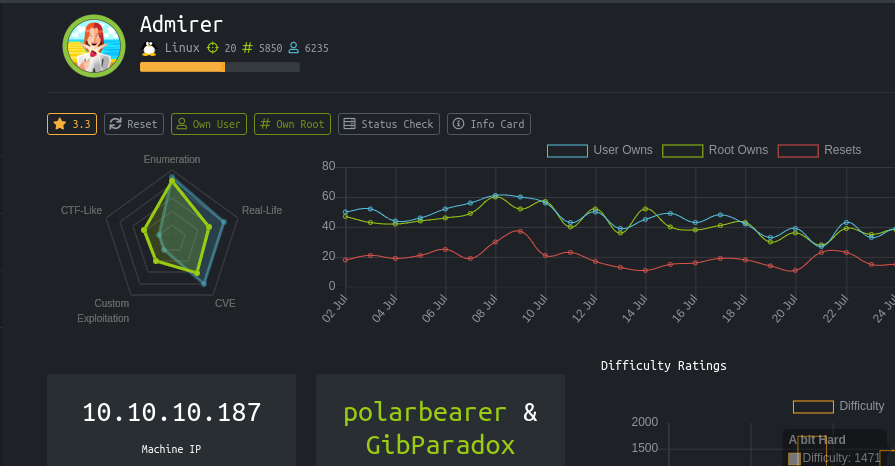 Admirer
Linux 20 # 5850 6235
3.3 Reset Own User # Own Root Status Check Info Card
User Owns Root Owns Resets
Enumeration
Real-Life
CVE
Custom
Exploitation
CTF-Like
80
60
40
20
0
02 Jul 04 Jul 06 Jul 08 Jul 10 Jul 12 Jul 14 Jul 16 Jul 18 Jul 20 Jul 22 Jul 24 Jul
10.10.10.187
Machine IP
polarbearer &
GibParadox
Difficulty Ratings
Difficulty
2000
1500
A bit Hard
Difficulty: 1471